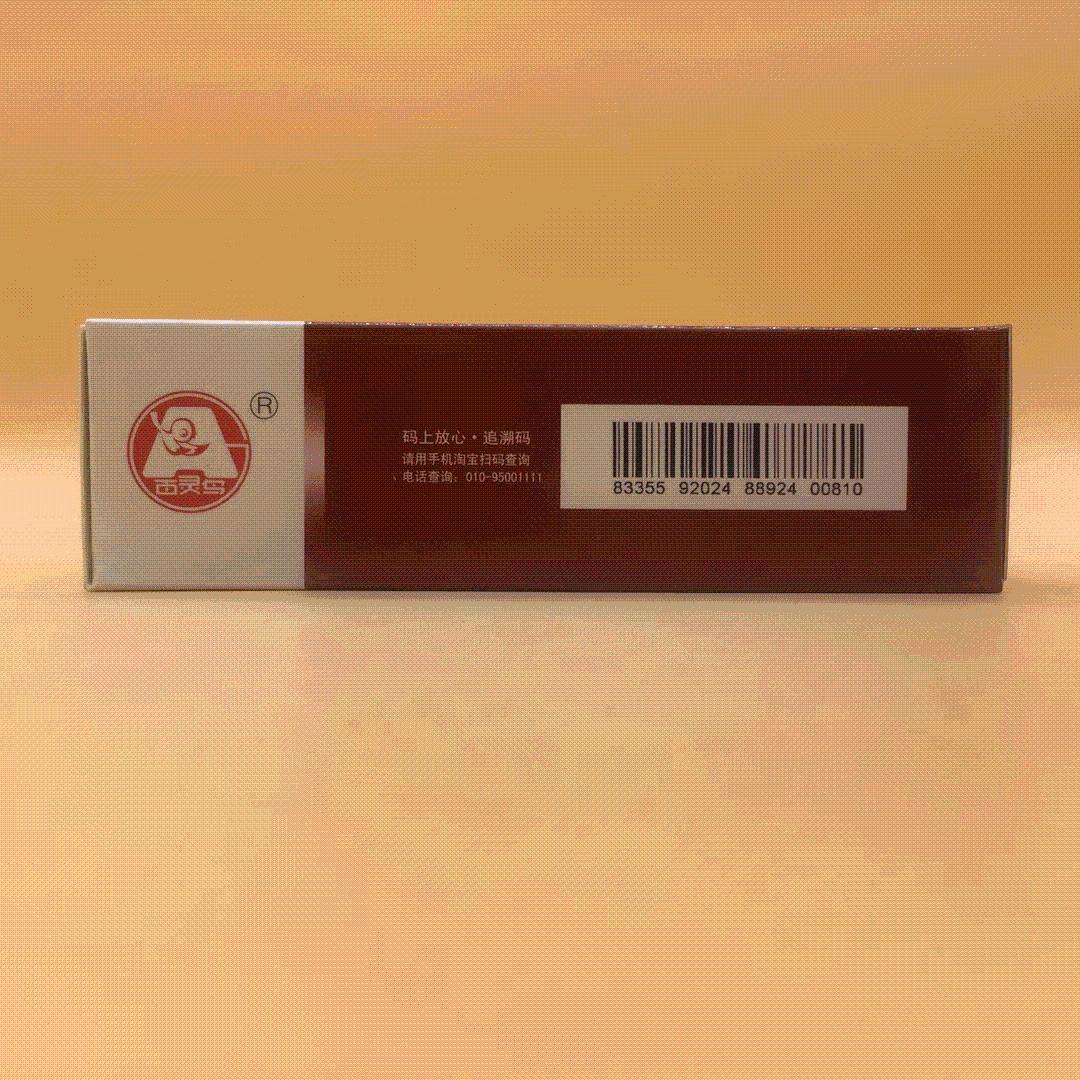 ®
百灵鸟
码上放心·追溯码
请用手机淘宝扫码查询
电话查询：010-95001111
83355 92024 88924 00810